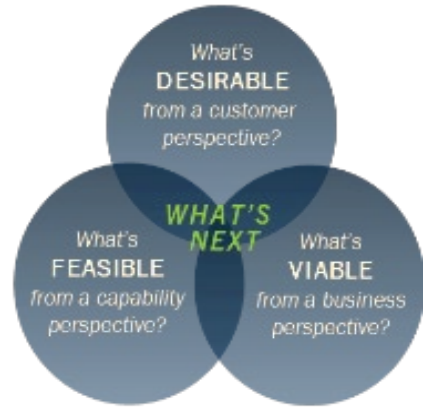 What's
DESIRABLE
from a customer
perspective?
WHAT'S
NEXT
What's
FEASIBLE
from a capability
perspective?
What's
VIABLE
from a business
perspective?